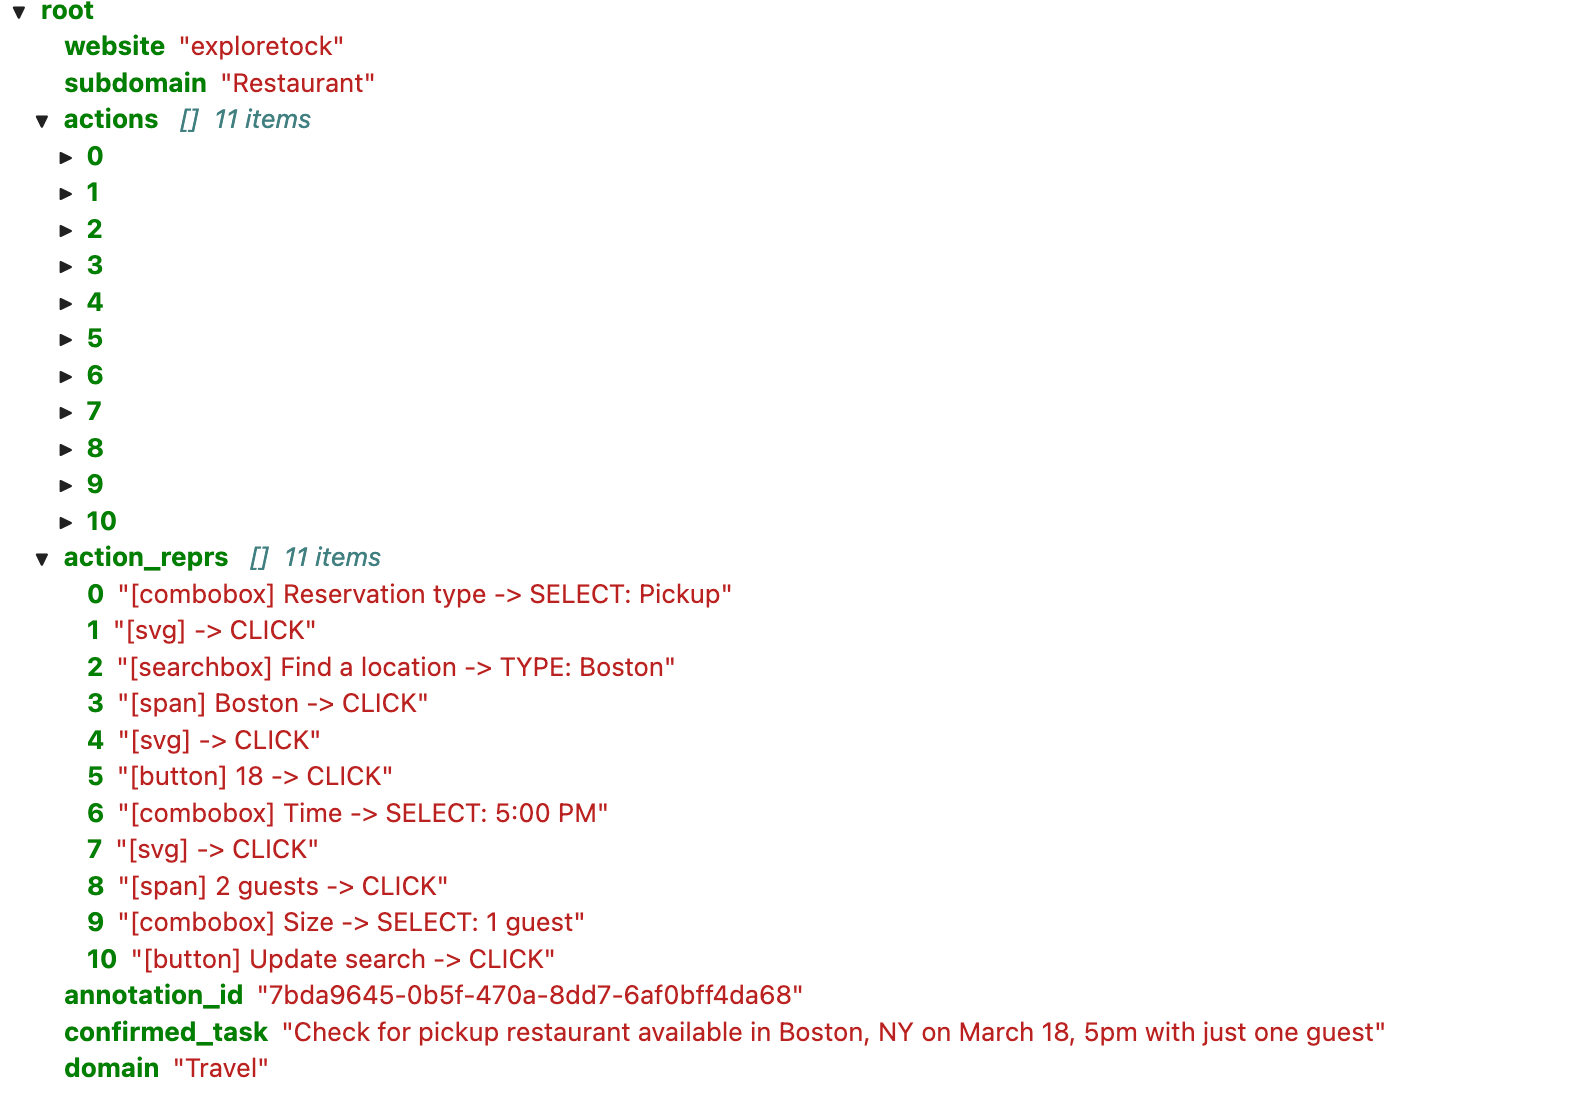 root
website "exploretock"
subdomain "Restaurant"
actions [] 11 items
0
1
2
3
4
5
6
7
8
9
10
action_reprs [] 11 items
0 "[combobox] Reservation type -> SELECT: Pickup"
1 "[svg] -> CLICK"
2 "[searchbox] Find a location -> TYPE: Boston"
3 "[span] Boston -> CLICK"
4 "[svg] -> CLICK"
5 "[button] 18 -> CLICK"
6 "[combobox] Time -> SELECT: 5:00 PM"
7 "[svg] -> CLICK"
8 "[span] 2 guests -> CLICK"
9 "[combobox] Size -> SELECT: 1 guest"
10 "[button] Update search -> CLICK"
annotation_id "7bda9645-0b5f-470a-8dd7-6af0bff4da68"
confirmed_task "Check for pickup restaurant available in Boston, NY on March 18, 5pm with just one guest"
domain "Travel"